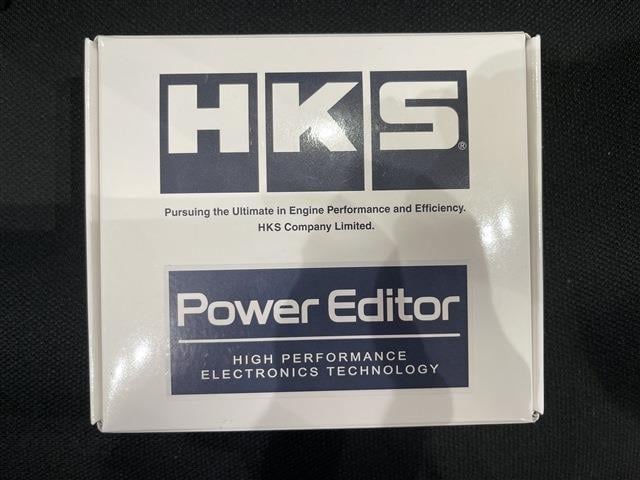 HKS®
Pursuing the Ultimate in Engine Performance and Efficiency.
HKS Company Limited.
Power Editor
HIGH PERFORMANCE
ELECTRONICS TECHNOLOGY